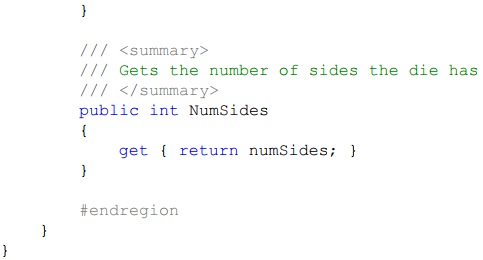 }
/// <summary>
/// Gets the number of sides the die has
/// </summary>
public int NumSides
{
get { return numSides; }
}
#endregion
}
}